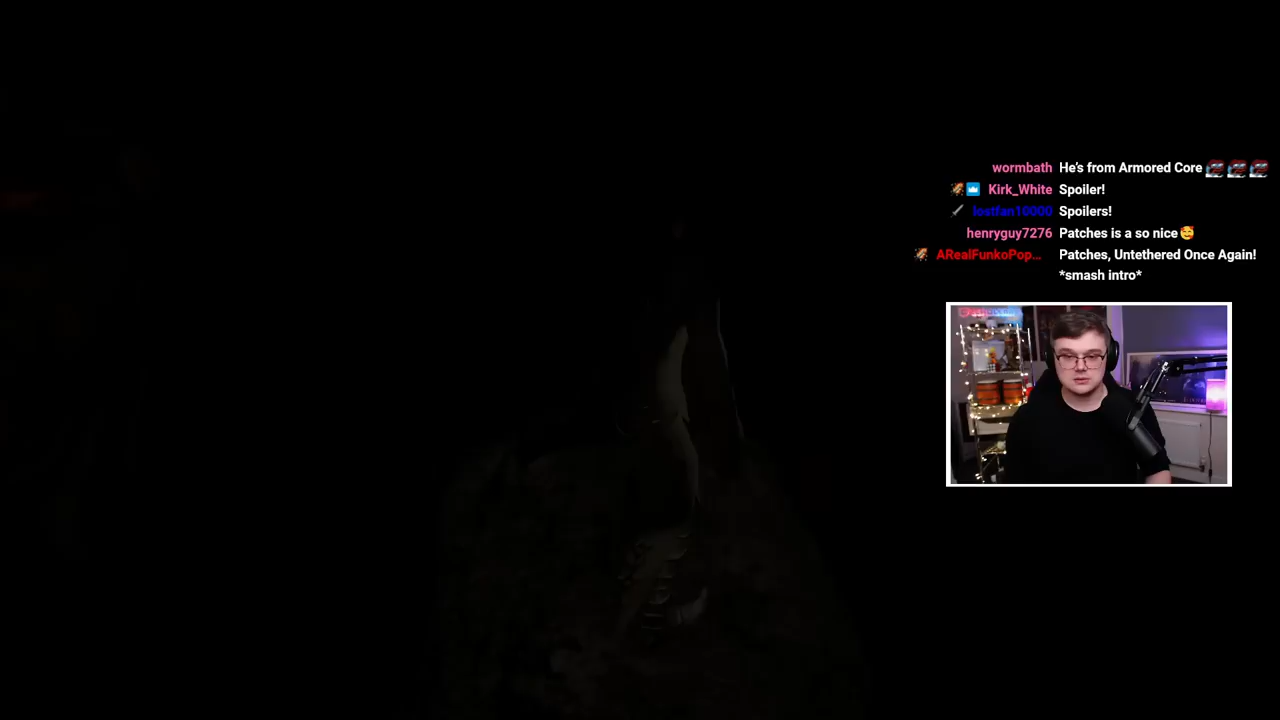 wormbath He's from Armored Core
Kirk_White Spoiler!
lostfan10000 Spoilers!
henryguy7276 Patches is a so nice🥰
ARealFunkoPop... Patches, Untethered Once Again!
*smash intro*